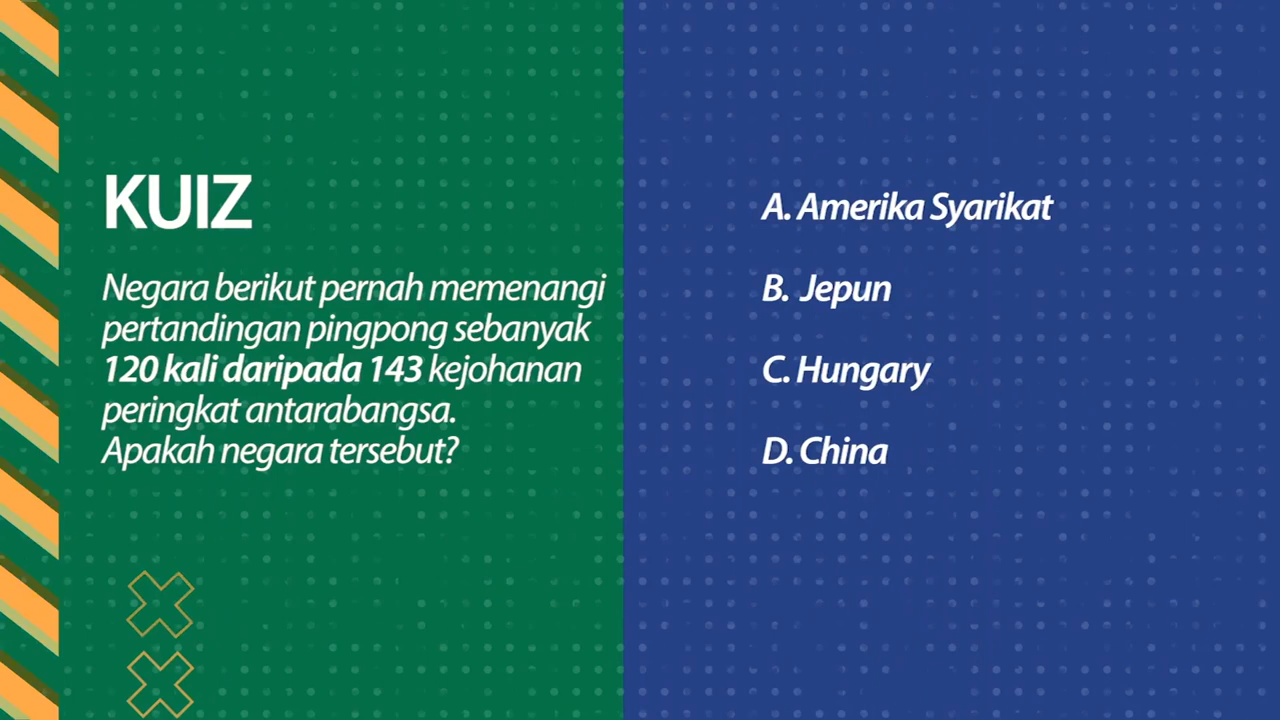 KUIZ
Negara berikut pernah memenangi
pertandingan pingpong sebanyak
120 kali daripada 143 kejohanan
peringkat antarabangsa.
Apakah negara tersebut?
A. Amerika Syarikat
B. Jepun
C. Hungary
D. China